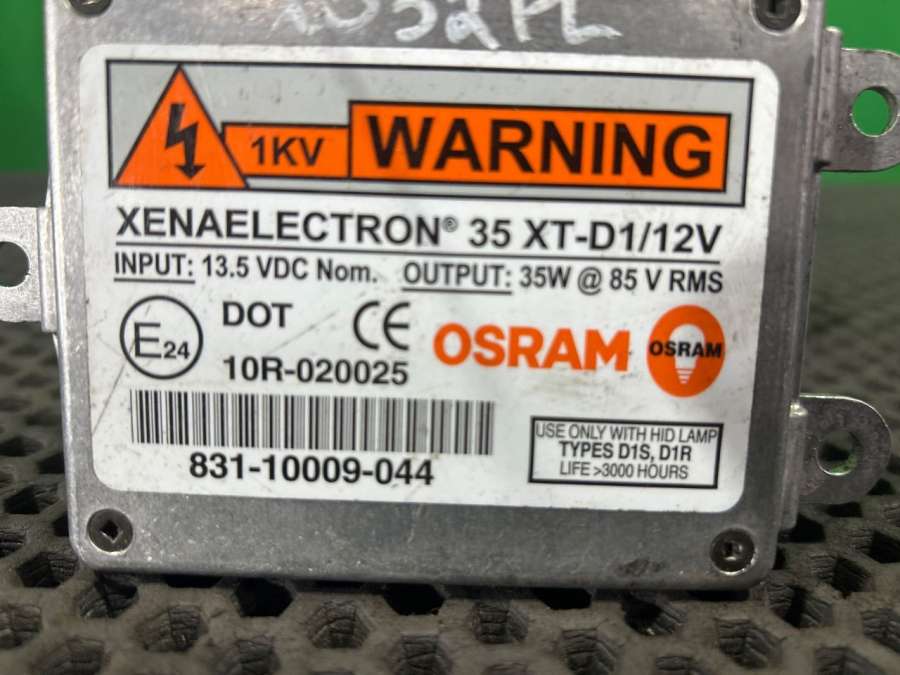 1KV WARNING
XENAELECTRON® 35 XT-D1/12V
INPUT: 13.5 VDC Nom. OUTPUT: 35W @ 85 V RMS
E24 DOT CE
10R-020025
OSRAM OSRAM
831-10009-044
USE ONLY WITH HID LAMP
TYPES D1S, D1R
LIFE >3000 HOURS